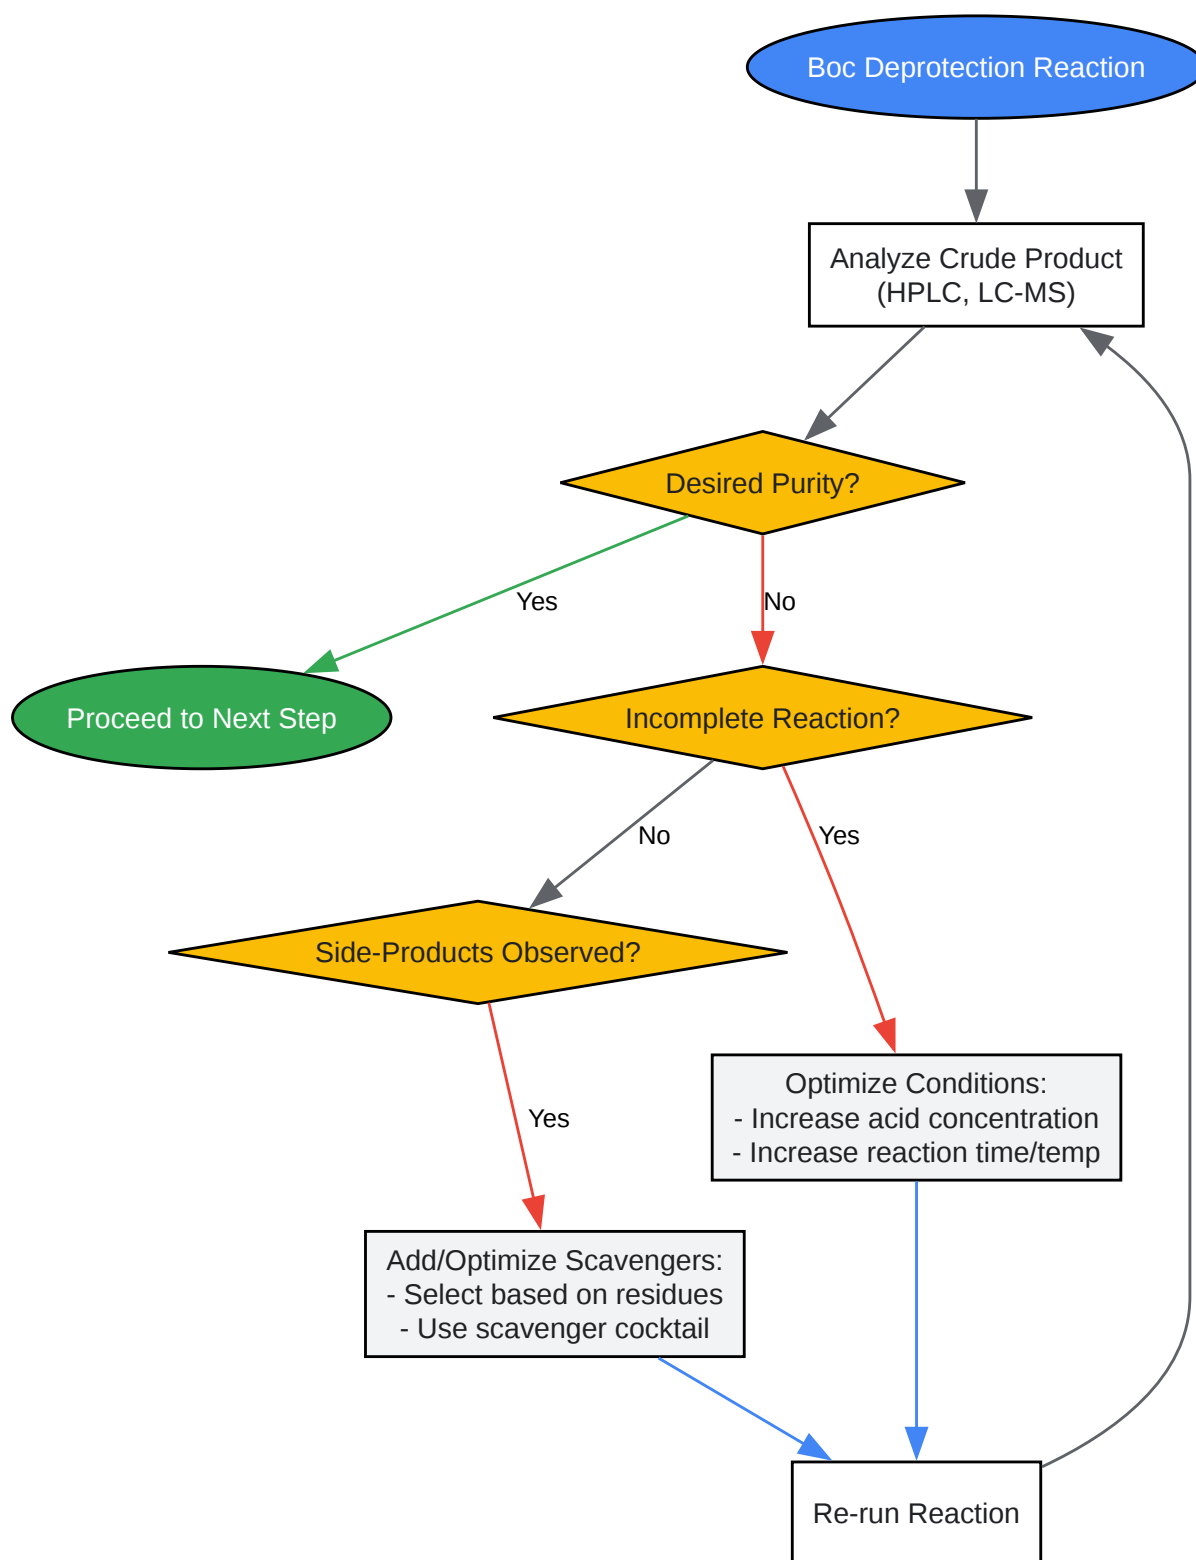 Boc Deprotection Reaction
Analyze Crude Product
(HPLC, LC-MS)
Desired Purity?
Yes
No
Proceed to Next Step
Incomplete Reaction?
No
Yes
Side-Products Observed?
Optimize Conditions:
- Increase acid concentration
- Increase reaction time/temp
Yes
Add/Optimize Scavengers:
- Select based on residues
- Use scavenger cocktail
Re-run Reaction